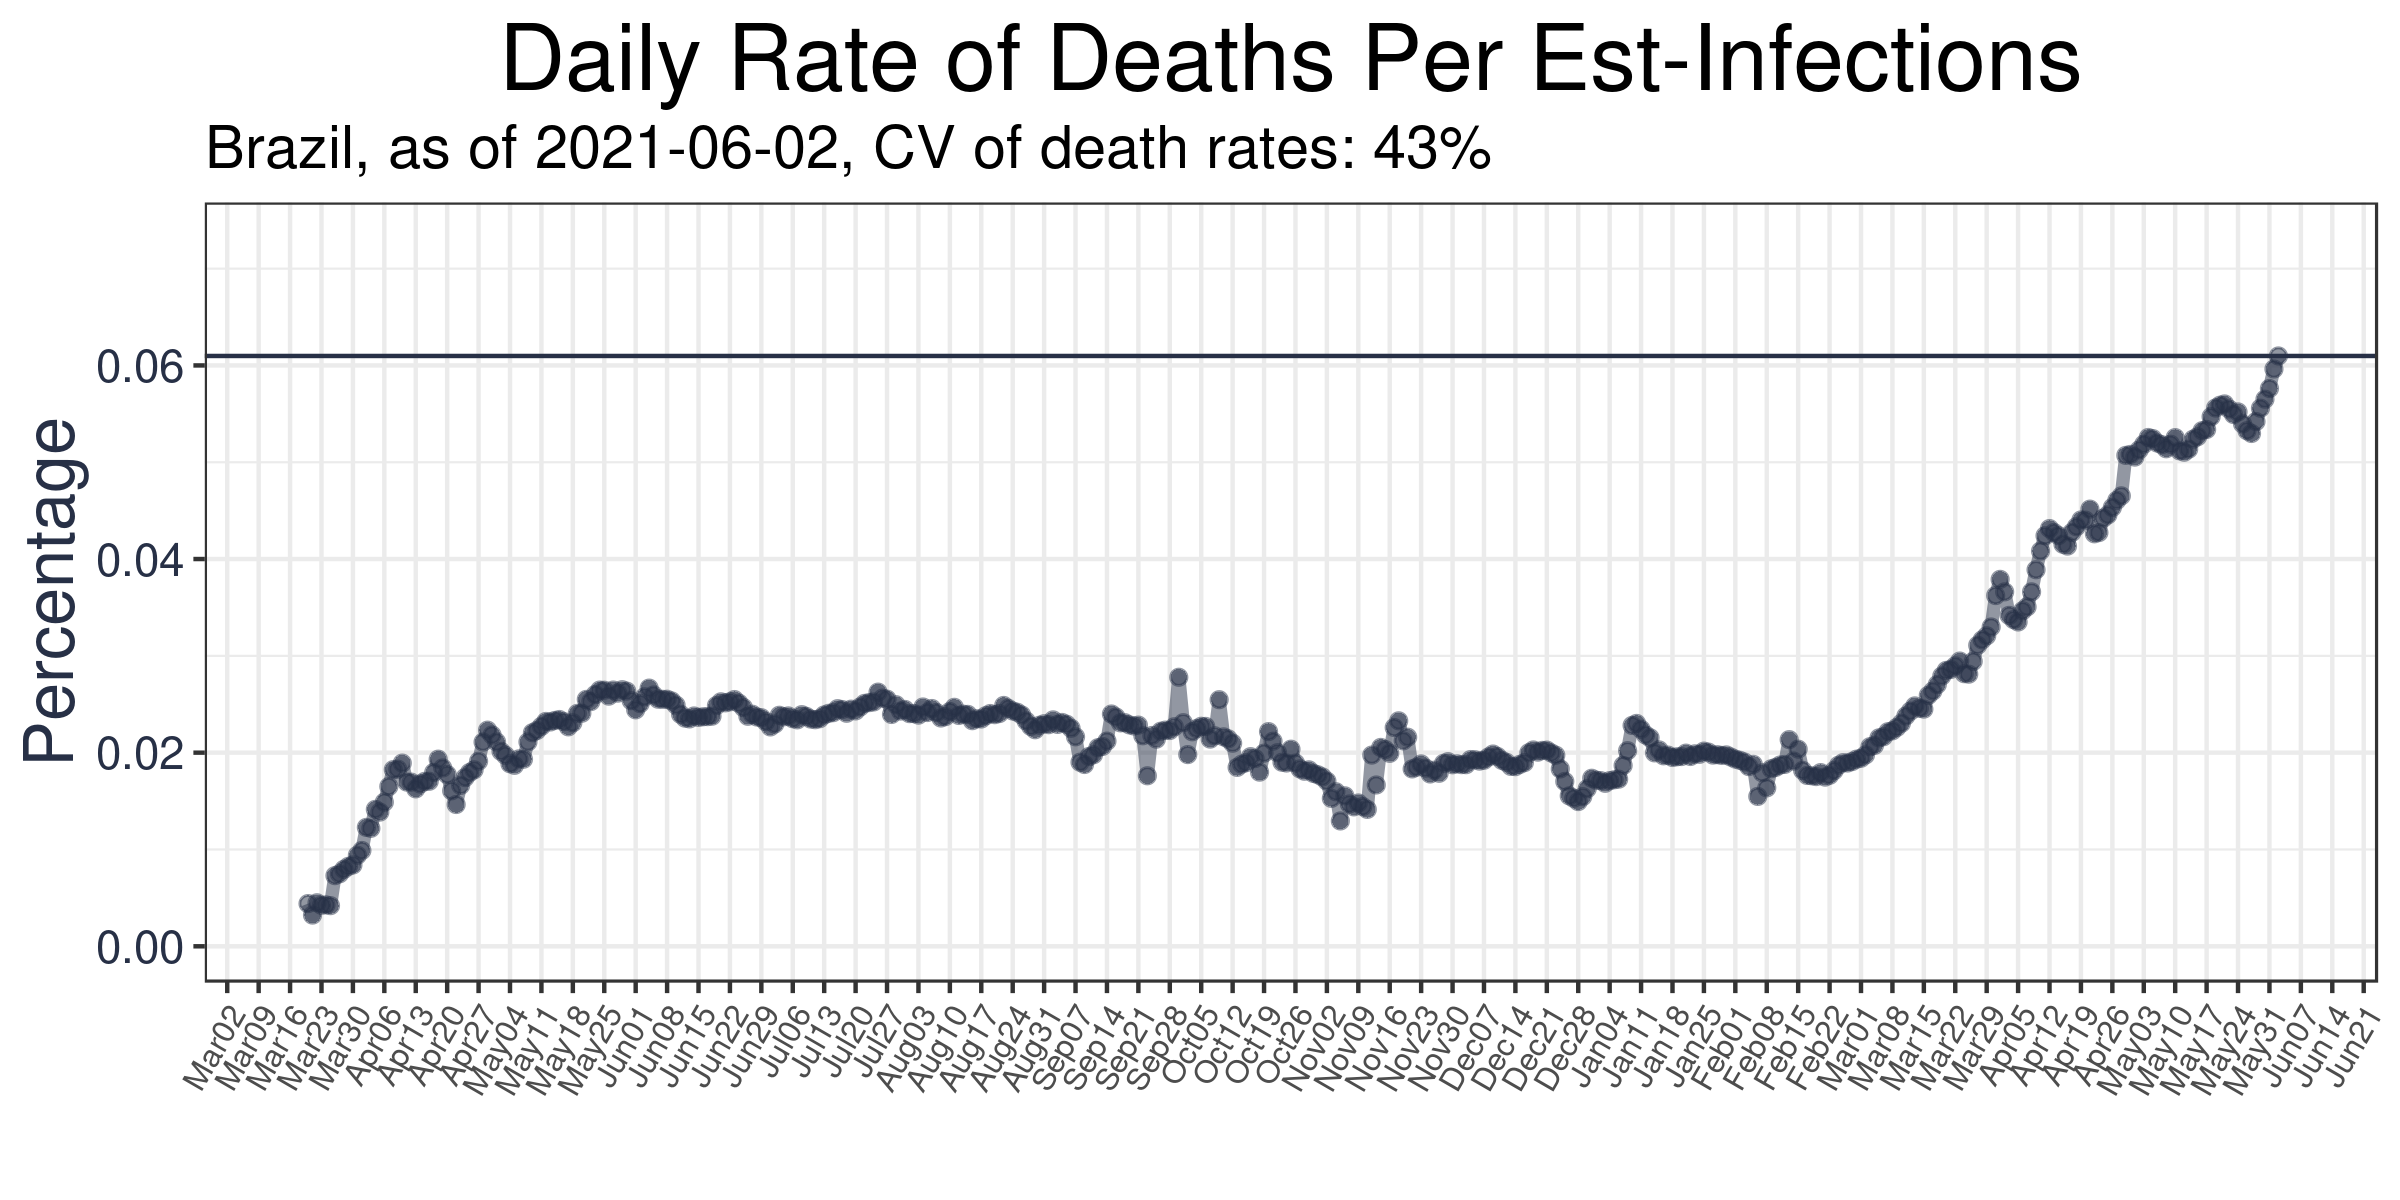 Daily Rate of Deaths Per Est-Infections
Brazil, as of 2021-06-02, CV of death rates: 43%
Percentage
0.06
0.04
0.02
0.00
Mar02
Mar09
Mar16
Mar23
Mar30
Apr06
Apr13
Apr20
Apr27
May04
May11
May18
May25
Jun01
Jun08
Jun15
Jun22
Jun29
Jul06
Jul13
Jul20
Jul27
Aug03
Aug10
Aug17
Aug24
Aug31
Sep07
Sep14
Sep21
Sep28
Oct05
Oct12
Oct19
Oct26
Nov02
Nov09
Nov16
Nov23
Nov30
Dec07
Dec14
Dec21
Dec28
Jan04
Jan11
Jan18
Jan25
Feb01
Feb08
Feb15
Feb22
Mar01
Mar08
Mar15
Mar22
Mar29
Apr05
Apr12
Apr19
Apr26
May03
May10
May17
May24
May31
Jun07
Jun14
Jun21